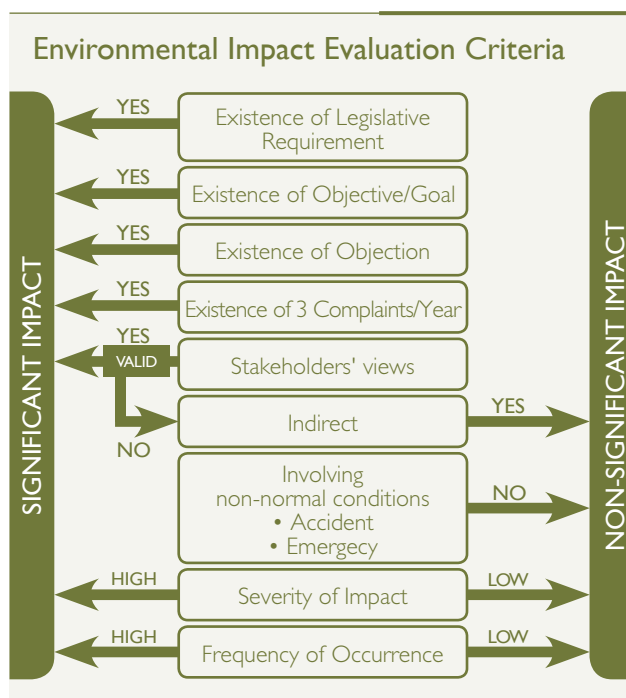 Environmental Impact Evaluation Criteria
SIGNIFICANT IMPACT
NON-SIGNIFICANT IMPACT
YES
Existence of Legislative
Requirement
YES
Existence of Objective/Goal
YES
Existence of Objection
YES
Existence of 3 Complaints/Year
YES
VALID
Stakeholders' views
NO
Indirect
YES
Involving
non-normal conditions
• Accident
• Emergecy
NO
HIGH
Severity of Impact
LOW
HIGH
Frequency of Occurrence
LOW